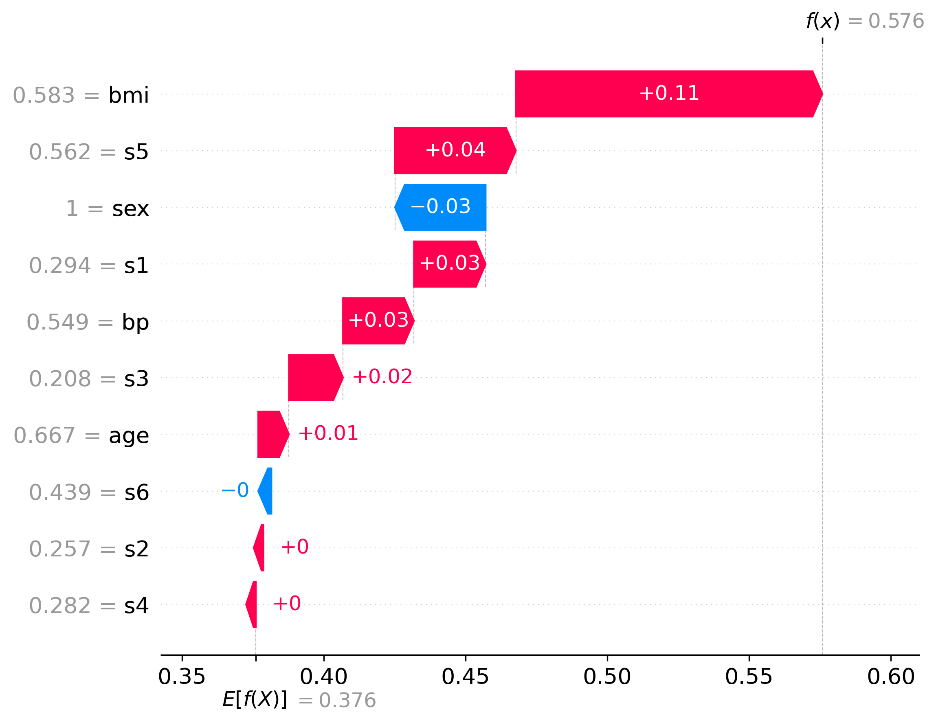 f(x) = 0.576
0.583 = bmi
+0.11
0.562 = s5
+0.04
1 = sex
−0.03
0.294 = s1
+0.03
0.549 = bp
+0.03
0.208 = s3
+0.02
0.667 = age
+0.01
0.439 = s6
−0
0.257 = s2
+0
0.282 = s4
+0
0.35 0.40 0.45 0.50 0.55 0.60
E[f(X)] = 0.376